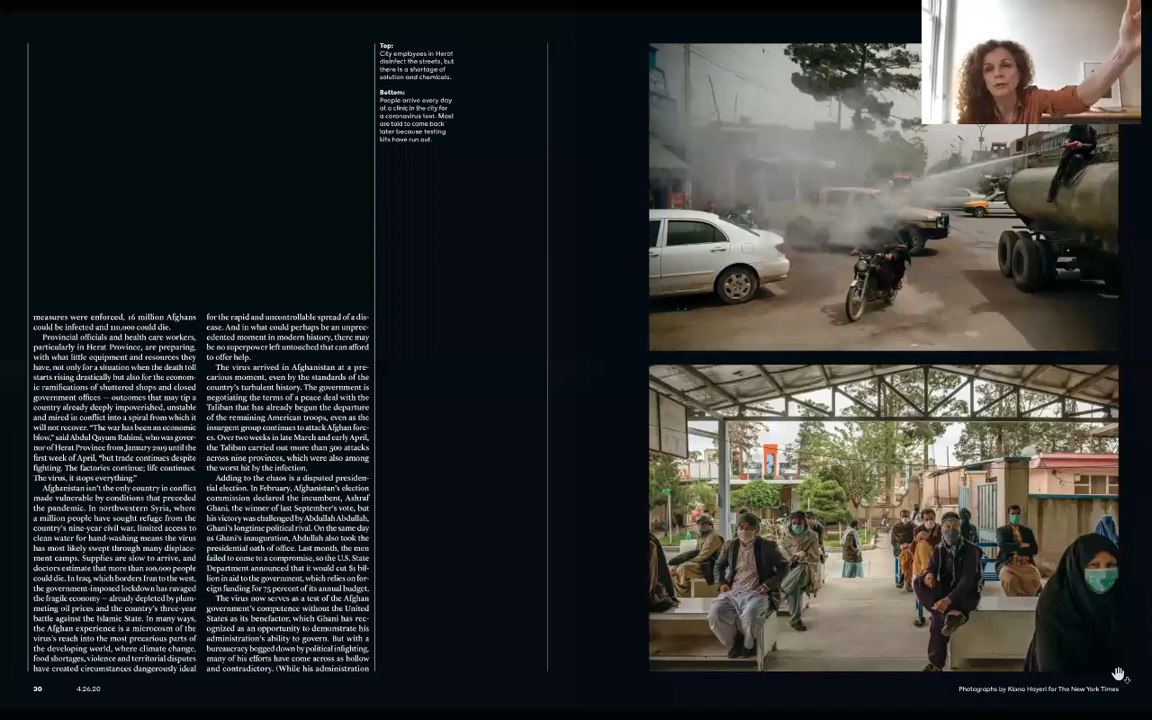 Top:
City employees in Herat
disinfect the streets, but
there is a shortage of
solution and chemicals.
Bottom:
People arrive every day
at a clinic in the city for
a coronavirus test. Most
are told to come back
later because testing
kits have run out.
measures were enforced, 16 million Afghans
could be infected and 110,000 could die.
Provincial officials and health care workers,
particularly in Herat Province, are preparing,
with what little equipment and resources they
have, not only for a situation when the death toll
starts rising drastically but also for the econom-
ic ramifications of shuttered shops and closed
government offices — outcomes that may tip a
country already deeply impoverished, unstable
and mired in conflict into a spiral from which it
will not recover. “The war has been an economic
blow,” said Abdul Qayum Rahimi, who was gover-
nor of Herat Province from January 2019 until the
first week of April, “but trade continues despite
fighting. The factories continue; life continues.
The virus, it stops everything.”
Afghanistan isn’t the only country in conflict
made vulnerable by conditions that preceded
the pandemic. In northwestern Syria, where
a million people have sought refuge from the
country’s nine-year civil war, limited access to
clean water for hand-washing means the virus
has most likely swept through many displace-
ment camps. Supplies are slow to arrive, and
doctors estimate that more than 100,000 people
could die. In Iraq, which borders Iran to the west,
the government-imposed lockdown has ravaged
the fragile economy — already depleted by plum-
meting oil prices and the country’s three-year
battle against the Islamic State. In many ways,
the Afghan experience is a microcosm of the
virus’s reach into the most precarious parts of
the developing world, where climate change,
food shortages, violence and territorial disputes
have created circumstances dangerously ideal
for the rapid and uncontrollable spread of a dis-
ease. And in what could perhaps be an unprec-
edented moment in modern history, there may
be no superpower left untouched that can afford
to offer help.
The virus arrived in Afghanistan at a pre-
carious moment, even by the standards of the
country’s turbulent history. The government is
negotiating the terms of a peace deal with the
Taliban that has already begun the departure
of the remaining American troops, even as the
insurgent group continues to attack Afghan forc-
es. Over two weeks in late March and early April,
the Taliban carried out more than 500 attacks
across nine provinces, which were also among
the worst hit by the infection.
Adding to the chaos is a disputed presiden-
tial election. In February, Afghanistan’s election
commission declared the incumbent, Ashraf
Ghani, the winner of last September’s vote, but
his victory was challenged by Abdullah Abdullah,
Ghani’s longtime political rival. On the same day
as Ghani’s inauguration, Abdullah also took the
presidential oath of office. Last month, the men
failed to come to a compromise, so the U.S. State
Department announced that it would cut $1 bil-
lion in aid to the government, which relies on for-
eign funding for 75 percent of its annual budget.
The virus now serves as a test of the Afghan
government’s competence without the United
States as its benefactor, which Ghani has rec-
ognized as an opportunity to demonstrate his
administration’s ability to govern. But with a
bureaucracy bogged down by political infighting,
many of his efforts have come across as hollow
and contradictory. (While his administration
30 4.26.20
Photographs by Kiana Hayeri for The New York Times